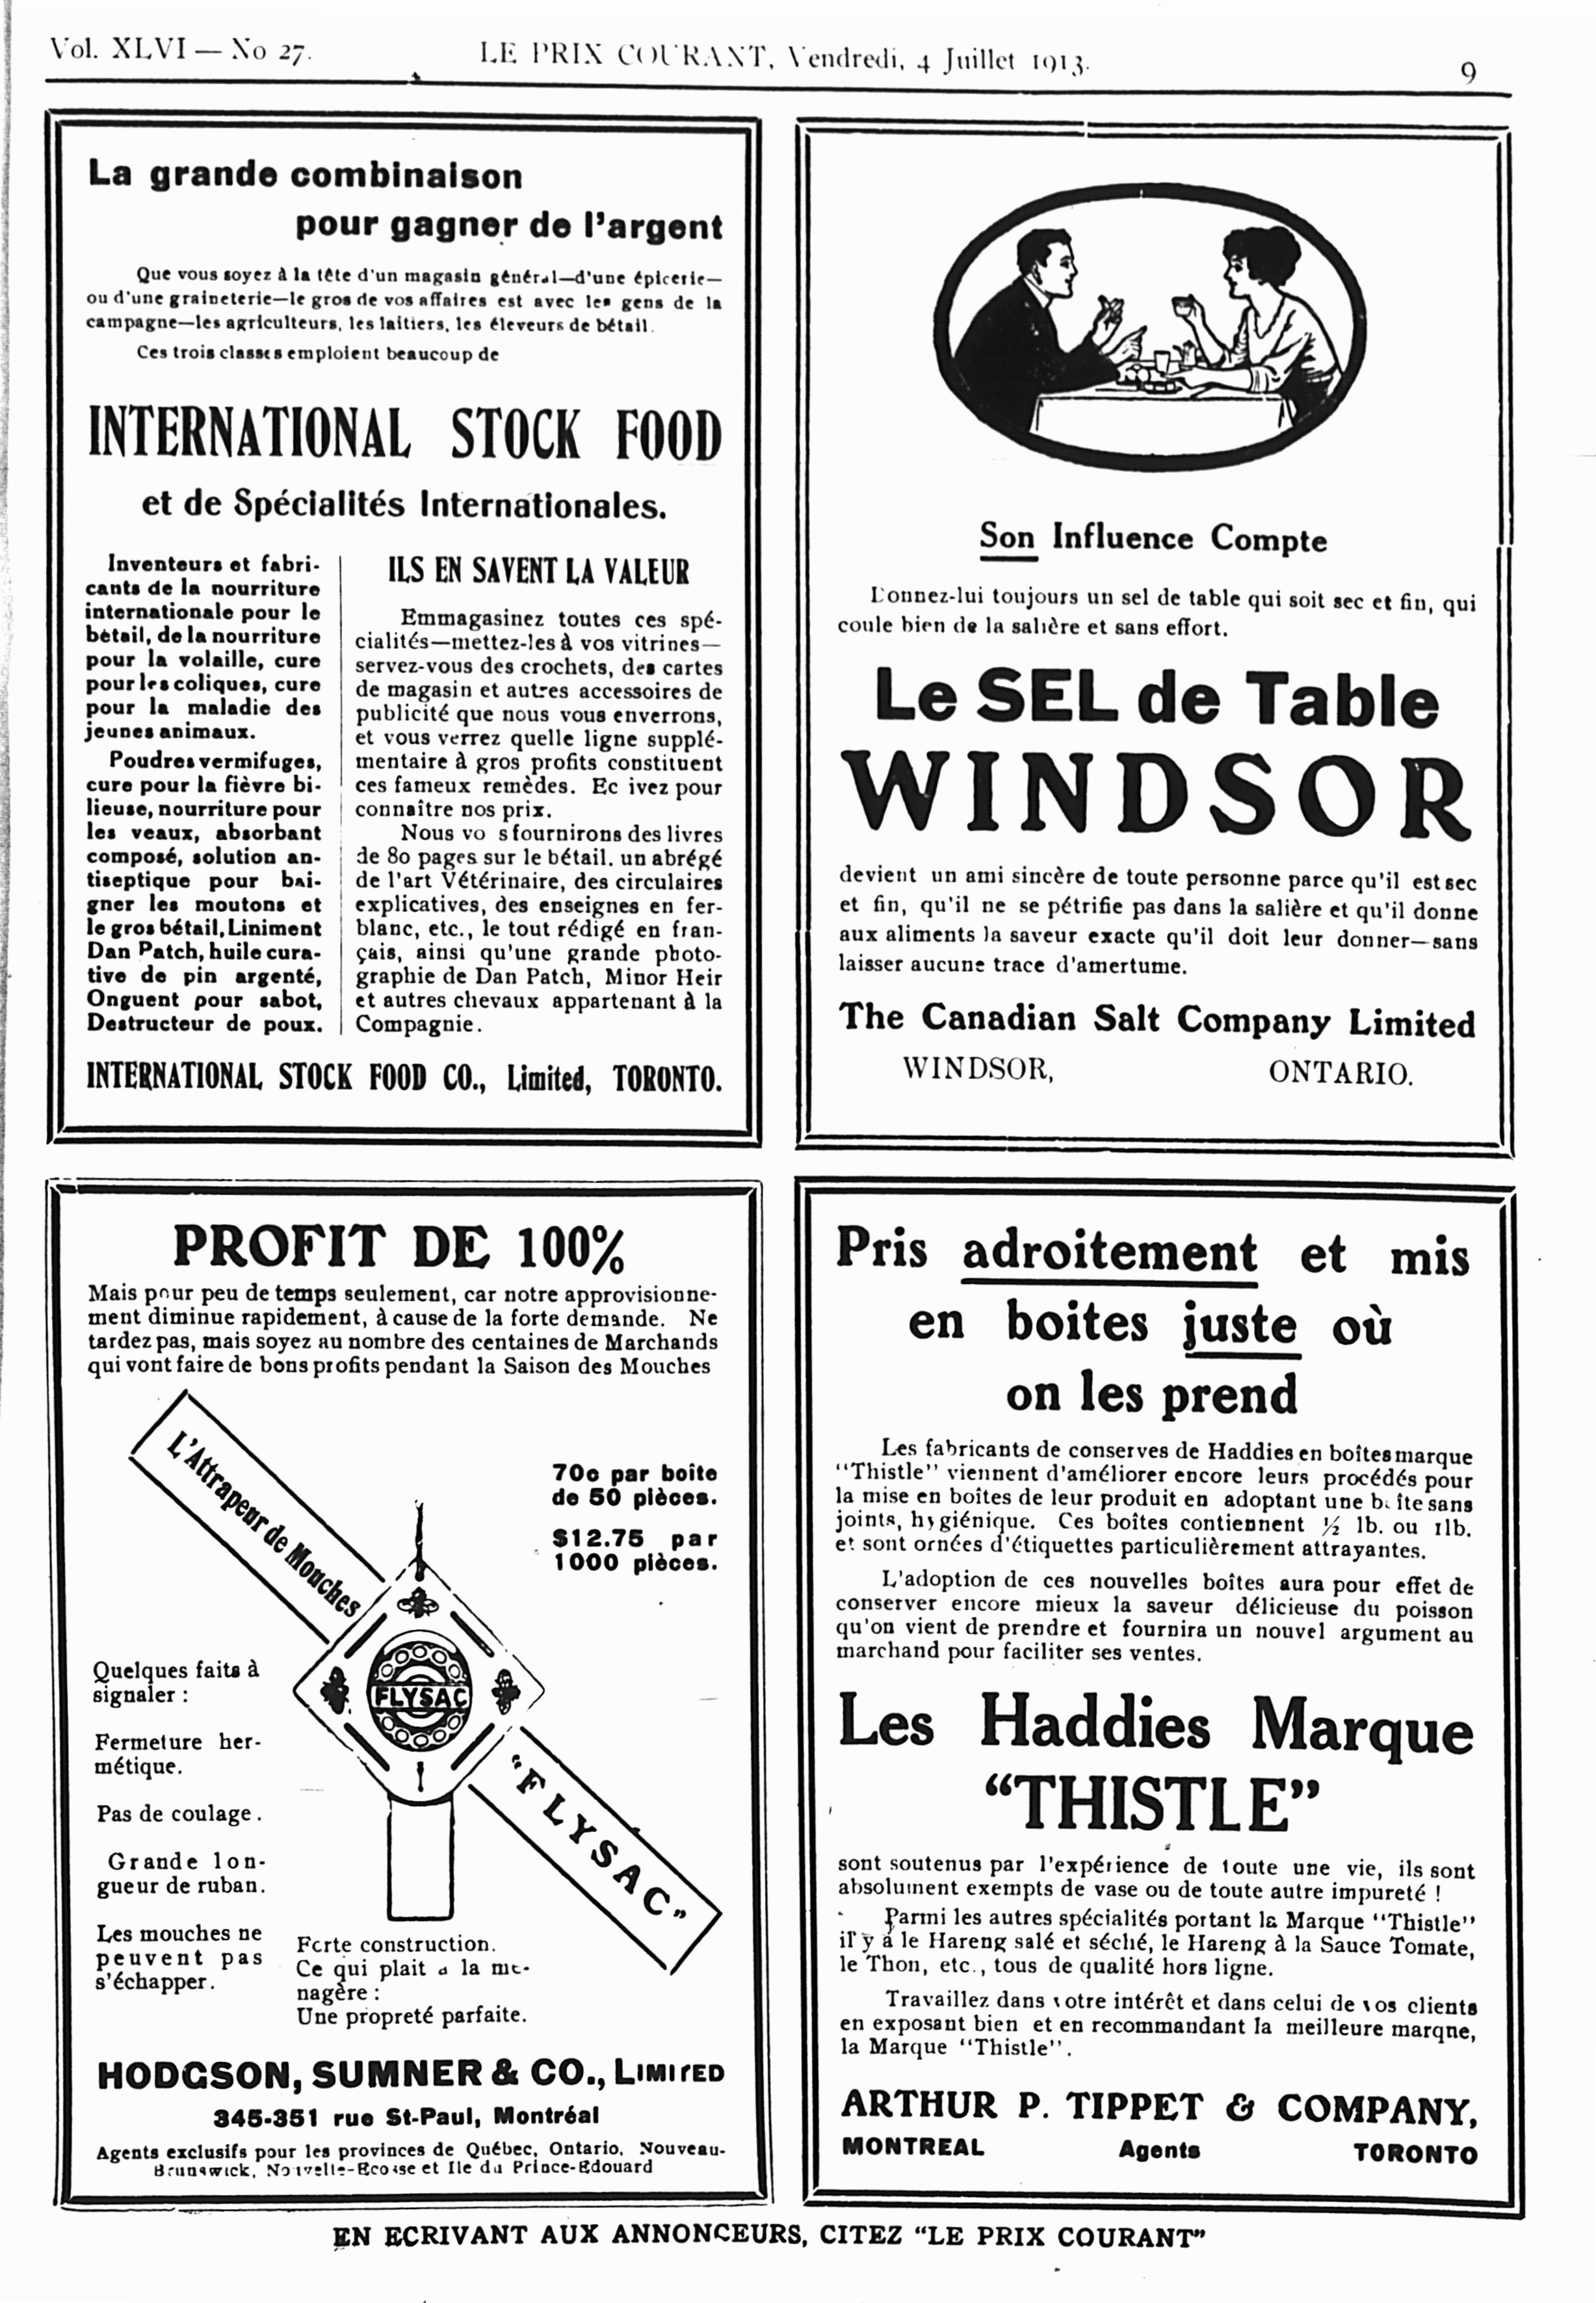 Vol. XLVI — No 27.
LE PRIX COURANT, Vendredi, 4 Juillet 1913.
9
La grande combinaison
pour gagner de l'argent
Que vous soyez à la tête d'un magasin général—d'une épicerie—
ou d'une graineterie—le gros de vos affaires est avec les gens de la
campagne—les agriculteurs, les laitiers, les éleveurs de bétail.
Ces trois classes emploient beaucoup de
INTERNATIONAL STOCK FOOD
et de Spécialités Internationales.
Inventeurs et fabri-
cants de la nourriture
internationale pour le
bétail, de la nourriture
pour la volaille, cure
pour les coliques, cure
pour la maladie des
jeunes animaux.
Poudres vermifuges,
cure pour la fièvre bi-
lieuse, nourriture pour
les veaux, absorbant
composé, solution an-
tiseptique pour bai-
gner les moutons et
le gros bétail, Liniment
Dan Patch, huile cura-
tive de pin argenté,
Onguent pour sabot,
Destructeur de poux.
ILS EN SAVENT LA VALEUR
Emmagasinez toutes ces spé-
cialités—mettez-les à vos vitrines—
servez-vous des crochets, des cartes
de magasin et autres accessoires de
publicité que nous vous enverrons,
et vous verrez quelle ligne supplé-
mentaire à gros profits constituent
ces fameux remèdes. Ec ivez pour
connaître nos prix.
Nous vo s fournirons des livres
de 80 pages sur le bétail. un abrégé
de l'art Vétérinaire, des circulaires
explicatives, des enseignes en fer-
blanc, etc., le tout rédigé en fran-
çais, ainsi qu'une grande photo-
graphie de Dan Patch, Minor Heir
et autres chevaux appartenant à la
Compagnie.
INTERNATIONAL STOCK FOOD CO., Limited, TORONTO.
Son Influence Compte
Donnez-lui toujours un sel de table qui soit sec et fin, qui
coule bien de la salière et sans effort.
Le SEL de Table
WINDSOR
devient un ami sincère de toute personne parce qu'il est sec
et fin, qu'il ne se pétrifie pas dans la salière et qu'il donne
aux aliments la saveur exacte qu'il doit leur donner—sans
laisser aucune trace d'amertume.
The Canadian Salt Company Limited
WINDSOR, ONTARIO.
PROFIT DE 100%
Mais pour peu de temps seulement, car notre approvisionne-
ment diminue rapidement, à cause de la forte demande. Ne
tardez pas, mais soyez au nombre des centaines de Marchands
qui vont faire de bons profits pendant la Saison des Mouches
L'Attrapeur de Mouches
70c par boite
de 50 pièces.
$12.75 par
1000 pièces.
FLYSAC
"FLYSAC"
Quelques faits à
signaler :
Fermeture her-
métique.
Pas de coulage.
Grande lon-
gueur de ruban.
Les mouches ne
peuvent pas
s'échapper.
Forte construction.
Ce qui plait a la me-
nagère :
Une propreté parfaite.
HODGSON, SUMNER & CO., LIMITED
345-351 rue St-Paul, Montréal
Agents exclusifs pour les provinces de Québec, Ontario, Nouveau-
Brunswick, Nouvelle-Ecosse et Ile du Prince-Edouard
Pris adroitement et mis
en boites juste où
on les prend
Les fabricants de conserves de Haddies en boîtes marque
"Thistle" viennent d'améliorer encore leurs procédés pour
la mise en boîtes de leur produit en adoptant une boîte sans
joints, hygiénique. Ces boîtes contiennent ½ lb. ou 1lb.
et sont ornées d'étiquettes particulièrement attrayantes.
L'adoption de ces nouvelles boîtes aura pour effet de
conserver encore mieux la saveur délicieuse du poisson
qu'on vient de prendre et fournira un nouvel argument au
marchand pour faciliter ses ventes.
Les Haddies Marque
"THISTLE"
sont soutenus par l'expérience de toute une vie, ils sont
absolument exempts de vase ou de toute autre impureté !
Parmi les autres spécialités portant la Marque "Thistle"
il y a le Hareng salé et séché, le Hareng à la Sauce Tomate,
le Thon, etc., tous de qualité hors ligne.
Travaillez dans votre intérêt et dans celui de vos clients
en exposant bien et en recommandant la meilleure marqne,
la Marque "Thistle".
ARTHUR P. TIPPET & COMPANY,
MONTREAL Agents TORONTO
EN ECRIVANT AUX ANNONCEURS, CITEZ "LE PRIX COURANT"